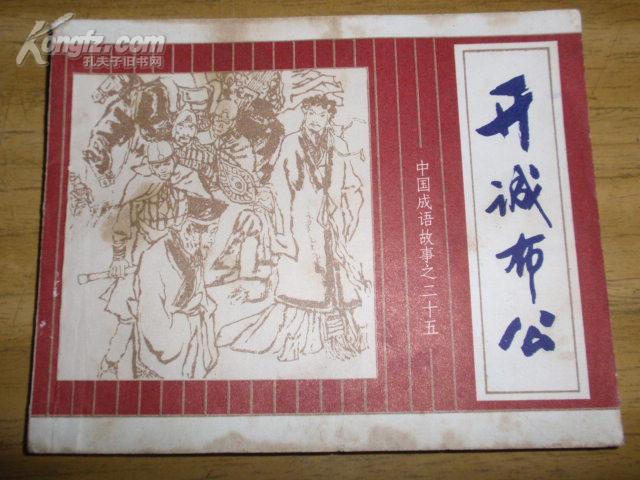 Kongfz.com
孔夫子旧书网
开诚布公
中国成语故事之二十五